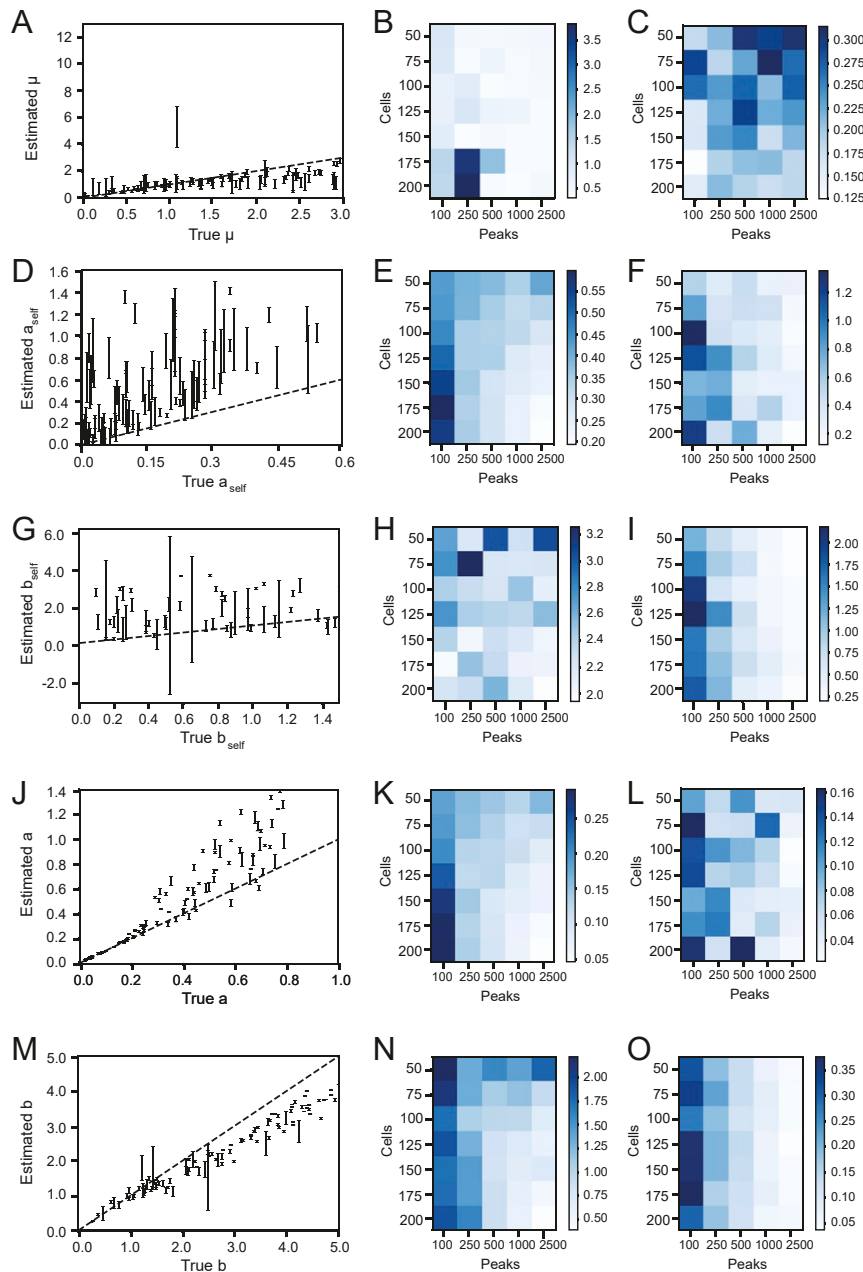 A
B
C
12
10
8
6
4
2
0
Estimated μ
0.0 0.5 1.0 1.5 2.0 2.5 3.0
True μ
50
75
100
125
150
175
200
Cells
100 250 500 1000 2500
Peaks
3.5
3.0
2.5
2.0
1.5
1.0
0.5
50
75
100
125
150
175
200
Cells
100 250 500 1000 2500
Peaks
0.300
0.275
0.250
0.225
0.200
0.175
0.150
0.125
D
E
F
1.6
1.4
1.2
1.0
0.8
0.6
0.4
0.2
0.0
Estimated a self
0.0 0.15 0.3 0.45 0.6
True a self
50
75
100
125
150
175
200
Cells
100 250 500 1000 2500
Peaks
0.55
0.50
0.45
0.40
0.35
0.30
0.25
0.20
50
75
100
125
150
175
200
Cells
100 250 500 1000 2500
Peaks
1.2
1.0
0.8
0.6
0.4
0.2
G
H
I
6.0
4.0
2.0
0.0
-2.0
Estimated b self
0.0 0.2 0.4 0.6 0.8 1.0 1.2 1.4
True b self
50
75
100
125
150
175
200
Cells
100 250 500 1000 2500
Peaks
3.2
3.0
2.8
2.6
2.4
2.2
2.0
50
75
100
125
150
175
200
Cells
100 250 500 1000 2500
Peaks
2.00
1.75
1.50
1.25
1.00
0.75
0.50
0.25
J
K
L
1.4
1.2
1.0
0.8
0.6
0.4
0.2
0.0
Estimated a
0.0 0.2 0.4 0.6 0.8 1.0
True a
50
75
100
125
150
175
200
Cells
100 250 500 1000 2500
Peaks
0.25
0.20
0.15
0.10
0.05
50
75
100
125
150
175
200
Cells
100 250 500 1000 2500
Peaks
0.16
0.14
0.12
0.10
0.08
0.06
0.04
M
N
O
5.0
4.0
3.0
2.0
1.0
0.0
Estimated b
0.0 1.0 2.0 3.0 4.0 5.0
True b
50
75
100
125
150
175
200
Cells
100 250 500 1000 2500
Peaks
2.00
1.75
1.50
1.25
1.00
0.75
0.50
50
75
100
125
150
175
200
Cells
100 250 500 1000 2500
Peaks
0.35
0.30
0.25
0.20
0.15
0.10
0.05